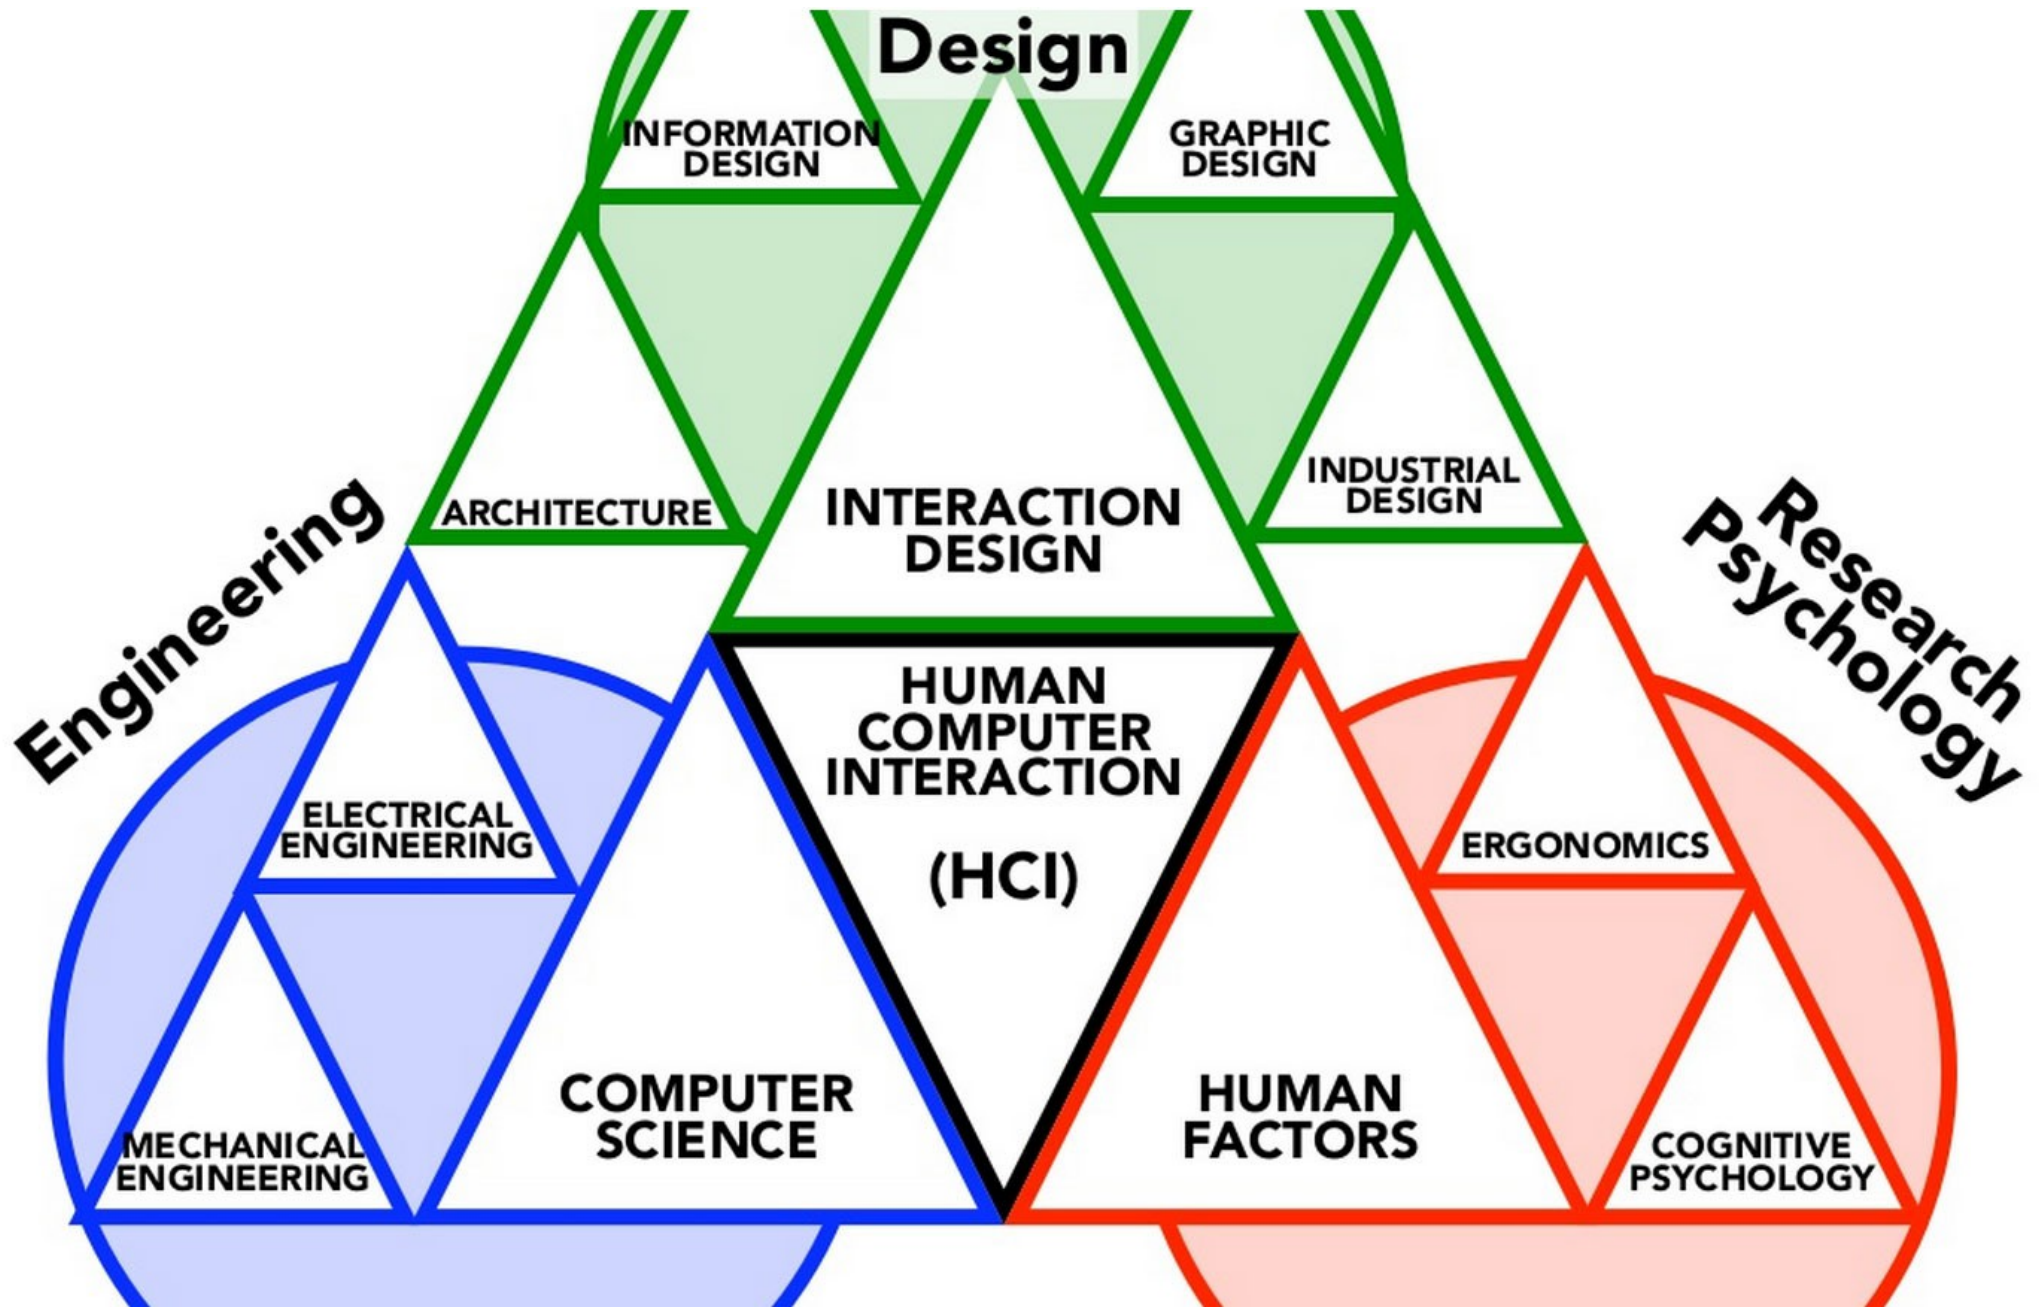 Design
INFORMATION
DESIGN
GRAPHIC
DESIGN
ARCHITECTURE
INTERACTION
DESIGN
INDUSTRIAL
DESIGN
Engineering
Research
Psychology
HUMAN
COMPUTER
INTERACTION
(HCI)
ELECTRICAL
ENGINEERING
ERGONOMICS
MECHANICAL
ENGINEERING
COMPUTER
SCIENCE
HUMAN
FACTORS
COGNITIVE
PSYCHOLOGY